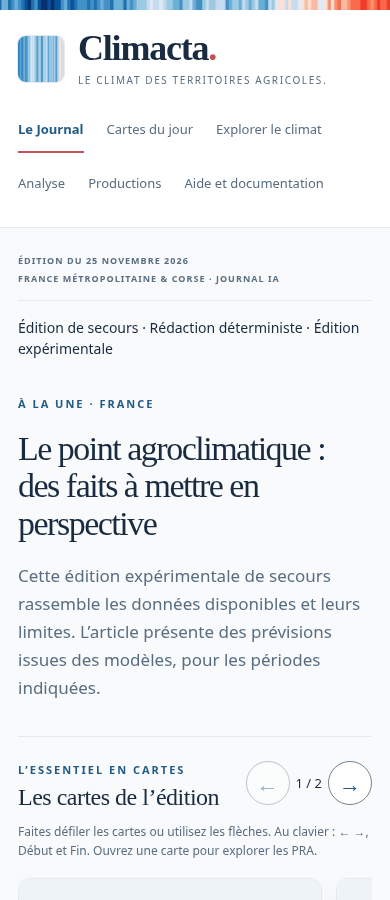 Climacta.
LE CLIMAT DES TERRITOIRES AGRICOLES.
Le Journal Cartes du jour Explorer le climat
Analyse Productions Aide et documentation
ÉDITION DU 25 NOVEMBRE 2026
FRANCE MÉTROPOLITAINE & CORSE · JOURNAL IA
Édition de secours · Rédaction déterministe · Édition
expérimentale
À LA UNE · FRANCE
Le point agroclimatique :
des faits à mettre en
perspective
Cette édition expérimentale de secours
rassemble les données disponibles et leurs
limites. L’article présente des prévisions
issues des modèles, pour les périodes
indiquées.
L’ESSENTIEL EN CARTES
Les cartes de l’édition
← 1 / 2 →
Faites défiler les cartes ou utilisez les flèches. Au clavier : ← →,
Début et Fin. Ouvrez une carte pour explorer les PRA.